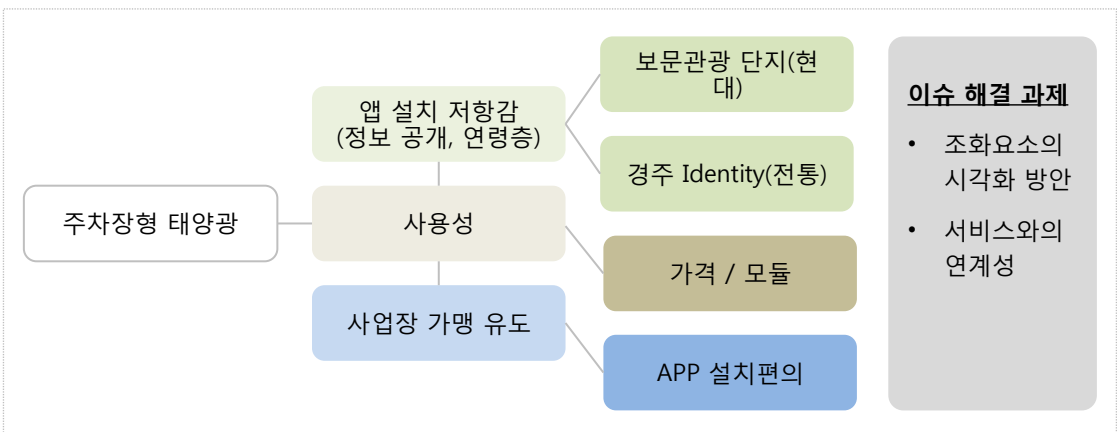 주차장형 태양광
앱 설치 저항감
(정보 공개, 연령층)
사용성
사업장 가맹 유도
보문관광 단지(현
대)
경주 Identity(전통)
가격 / 모듈
APP 설치편의
이슈 해결 과제
• 조화요소의
시각화 방안
• 서비스와의
연계성